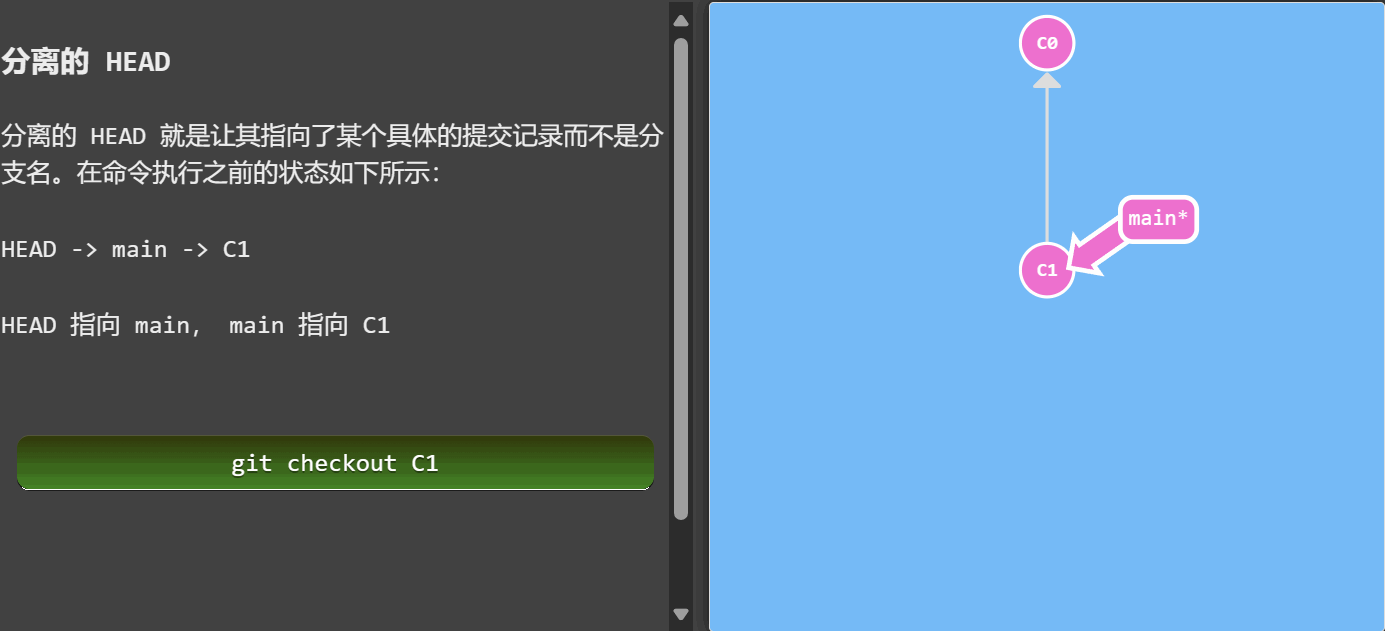 分离的 HEAD
分离的 HEAD 就是让其指向了某个具体的提交记录而不是分
支名。在命令执行之前的状态如下所示：
HEAD -> main -> C1
HEAD 指向 main， main 指向 C1
git checkout C1
C0
main*
C1